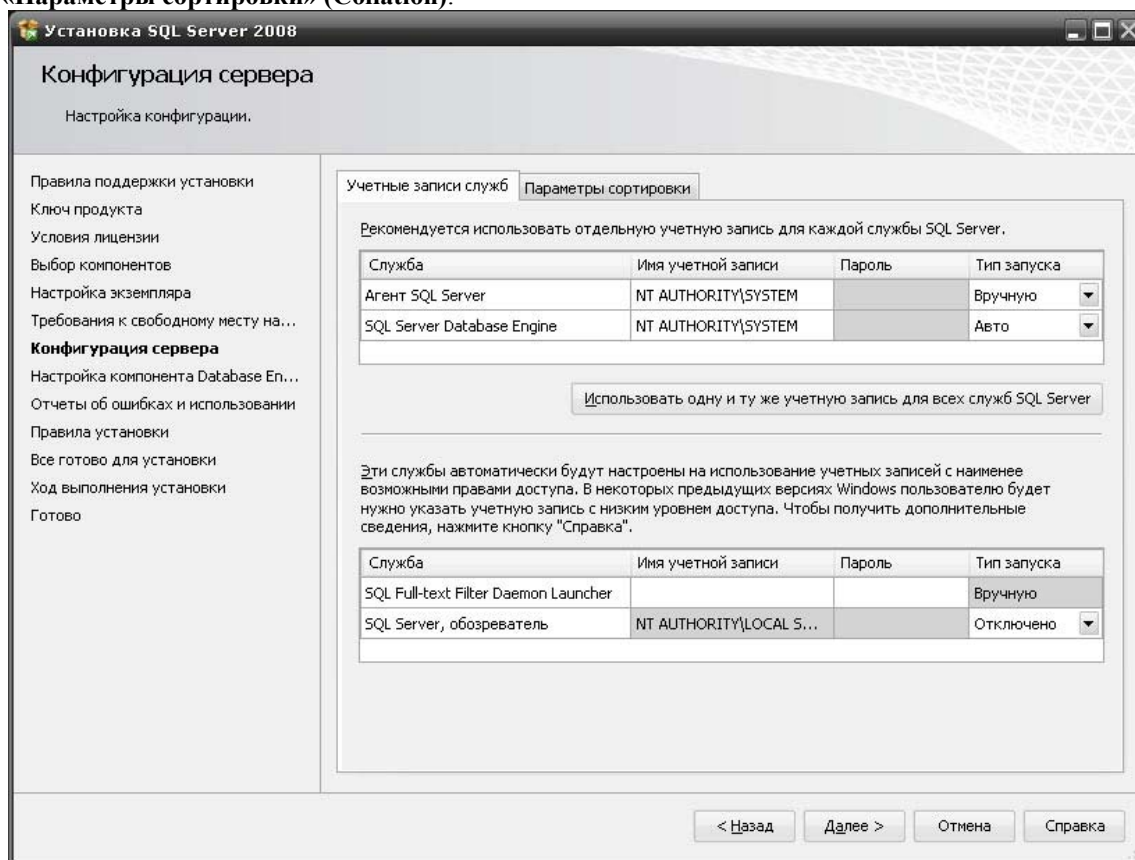 «Параметры сортировки» (Collation).
Установка SQL Server 2008
Конфигурация сервера
Настройка конфигурации.
Правила поддержки установки
Ключ продукта
Условия лицензии
Выбор компонентов
Настройка экземпляра
Требования к свободному месту на...
Конфигурация сервера
Настройка компонента Database En...
Отчеты об ошибках и использовании
Правила установки
Все готово для установки
Ход выполнения установки
Готово
Учетные записи служб Параметры сортировки
Рекомендуется использовать отдельную учетную запись для каждой службы SQL Server.
Служба Имя учетной записи Пароль Тип запуска
Агент SQL Server NT AUTHORITY\SYSTEM Вручную
SQL Server Database Engine NT AUTHORITY\SYSTEM Авто
Использовать одну и ту же учетную запись для всех служб SQL Server
Эти службы автоматически будут настроены на использование учетных записей с наименее
возможными правами доступа. В некоторых предыдущих версиях Windows пользователю будет
нужно указать учетную запись с низким уровнем доступа. Чтобы получить дополнительные
сведения, нажмите кнопку "Справка".
Служба Имя учетной записи Пароль Тип запуска
SQL Full-text Filter Daemon Launcher Вручную
SQL Server, обозреватель NT AUTHORITY\LOCAL S... Отключено
< Назад Далее > Отмена Справка